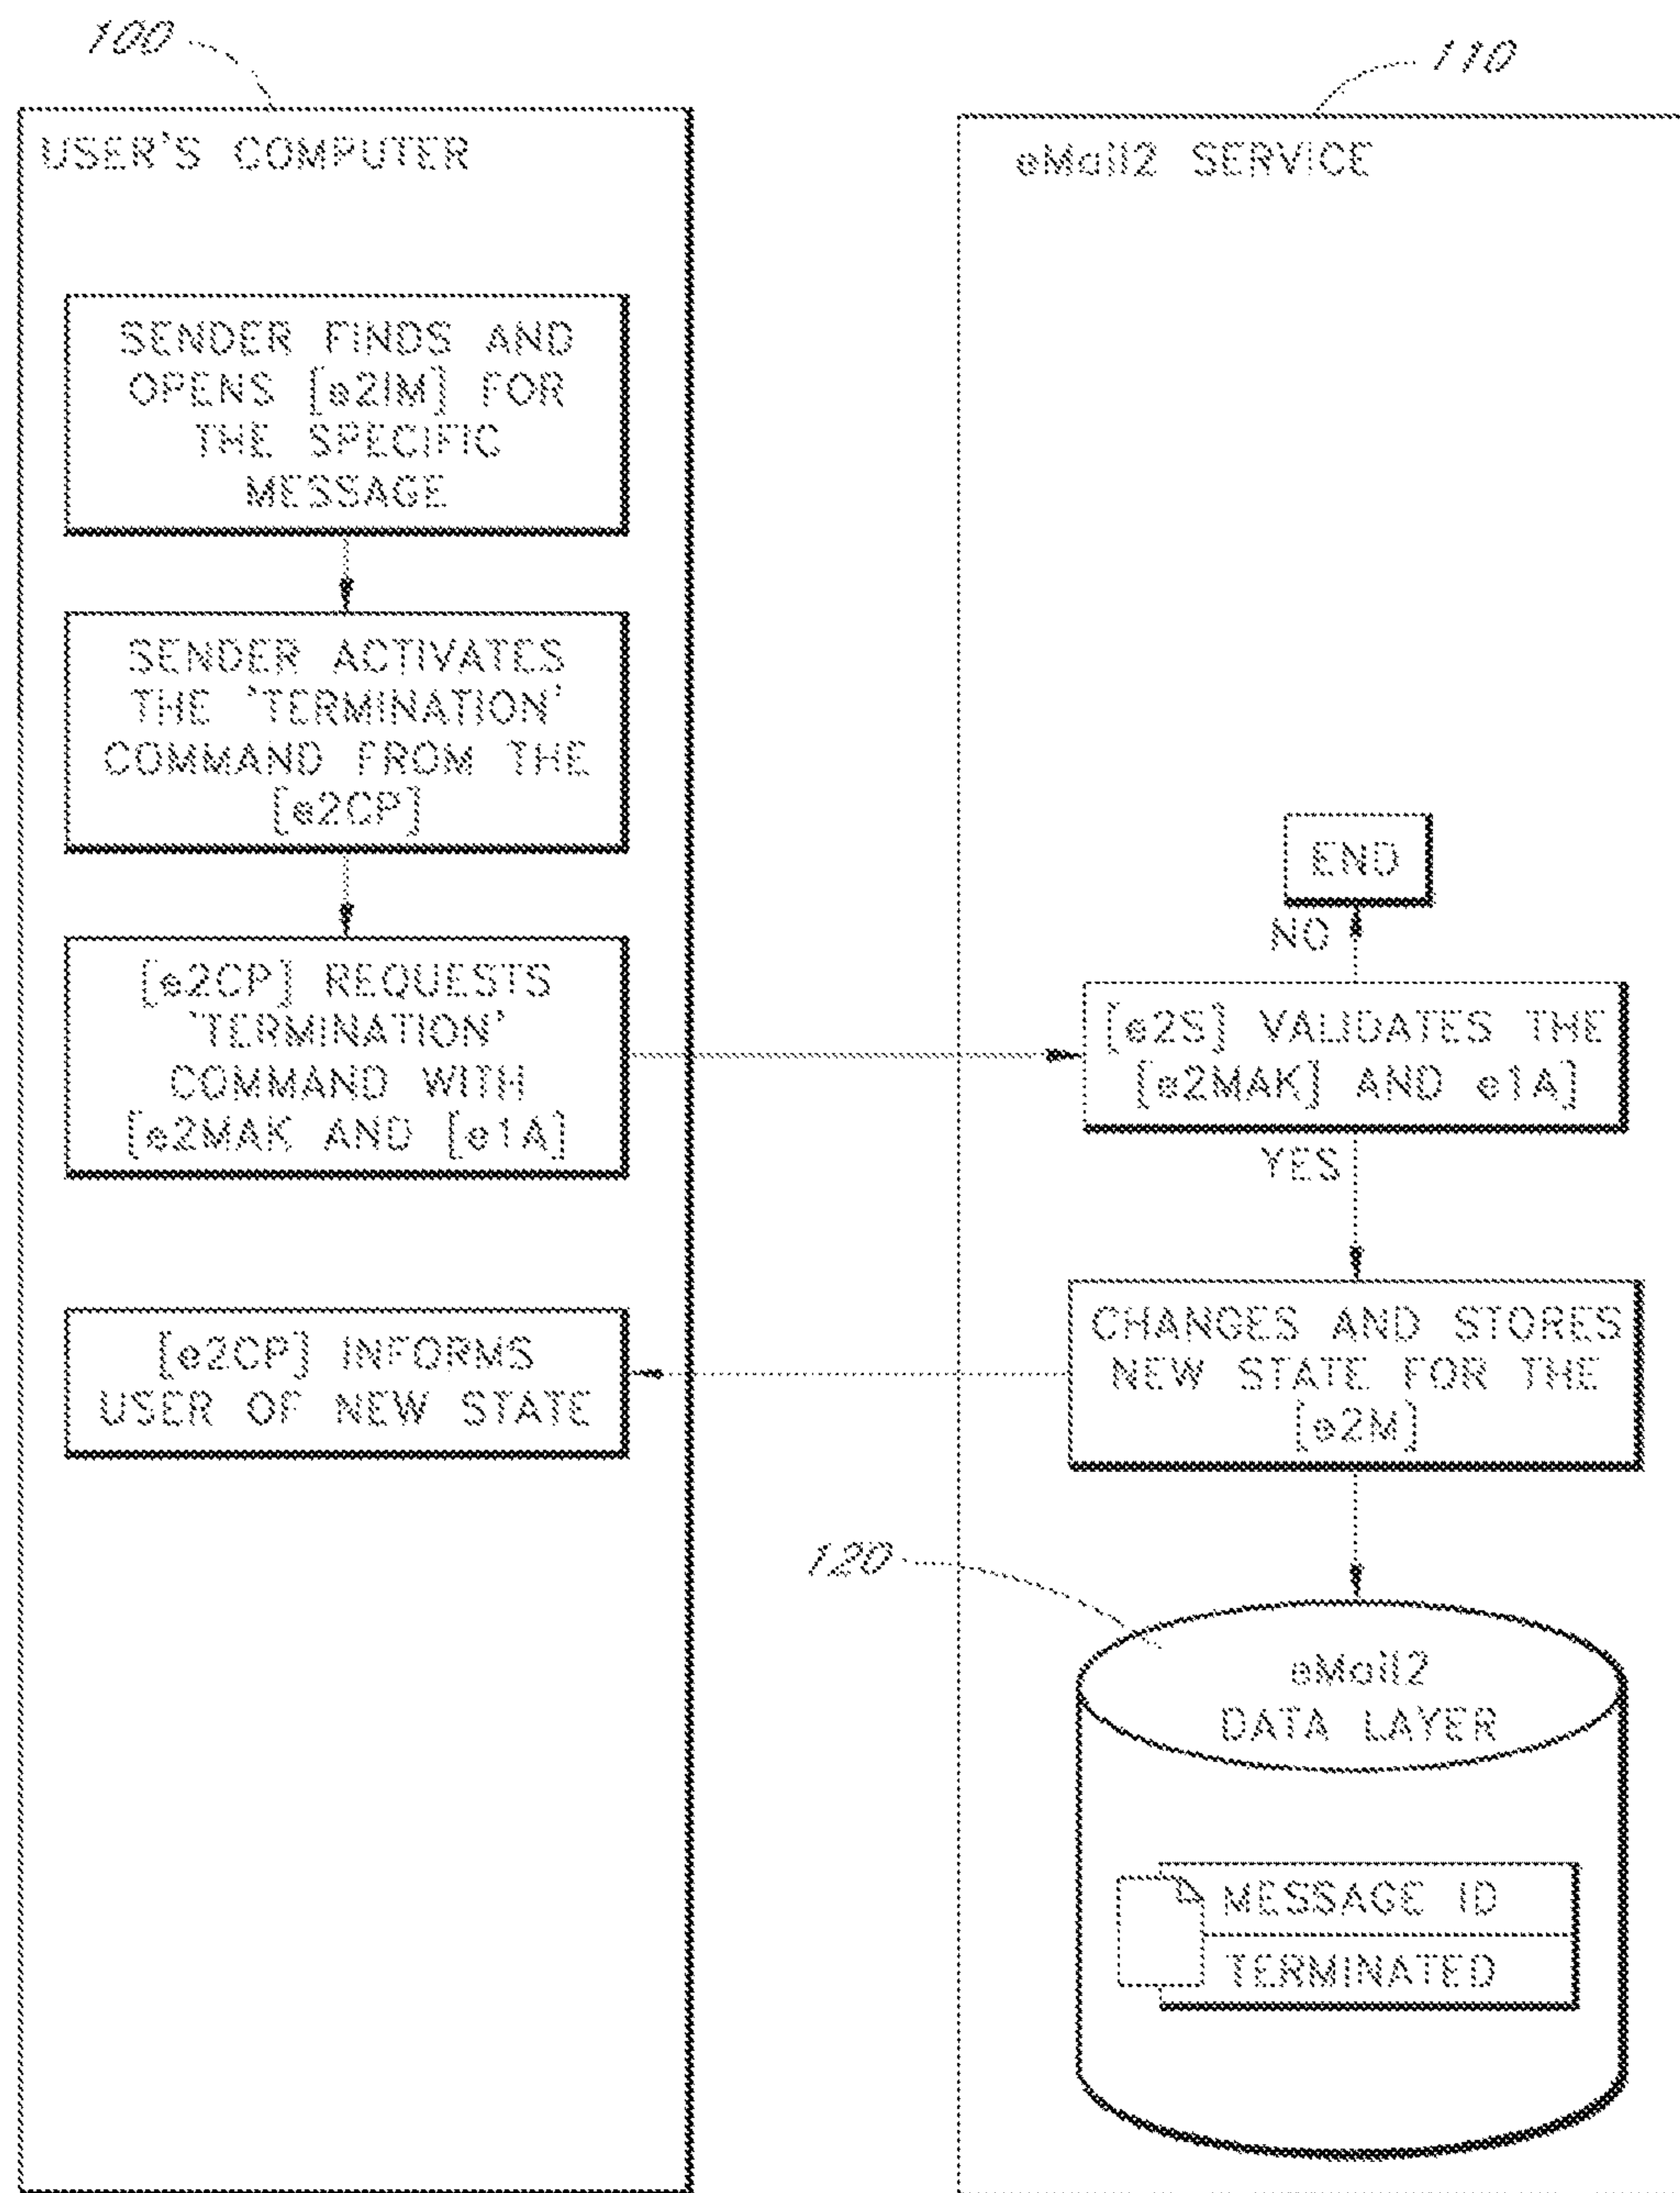 100
USER'S COMPUTER
SENDER FINDS AND
OPENS [e2IM] FOR
THE SPECIFIC
MESSAGE
SENDER ACTIVATES
THE 'TERMINATION'
COMMAND FROM THE
[e2CP]
[e2CP] REQUESTS
'TERMINATION'
COMMAND WITH
[e2MAK AND [e1A]
[e2CP] INFORMS
USER OF NEW STATE
110
eMail2 SERVICE
END
NO
[e2S] VALIDATES THE
[e2MAK] AND e1A]
YES
CHANGES AND STORES
NEW STATE FOR THE
[e2M]
120
eMail2
DATA LAYER
MESSAGE ID
TERMINATED